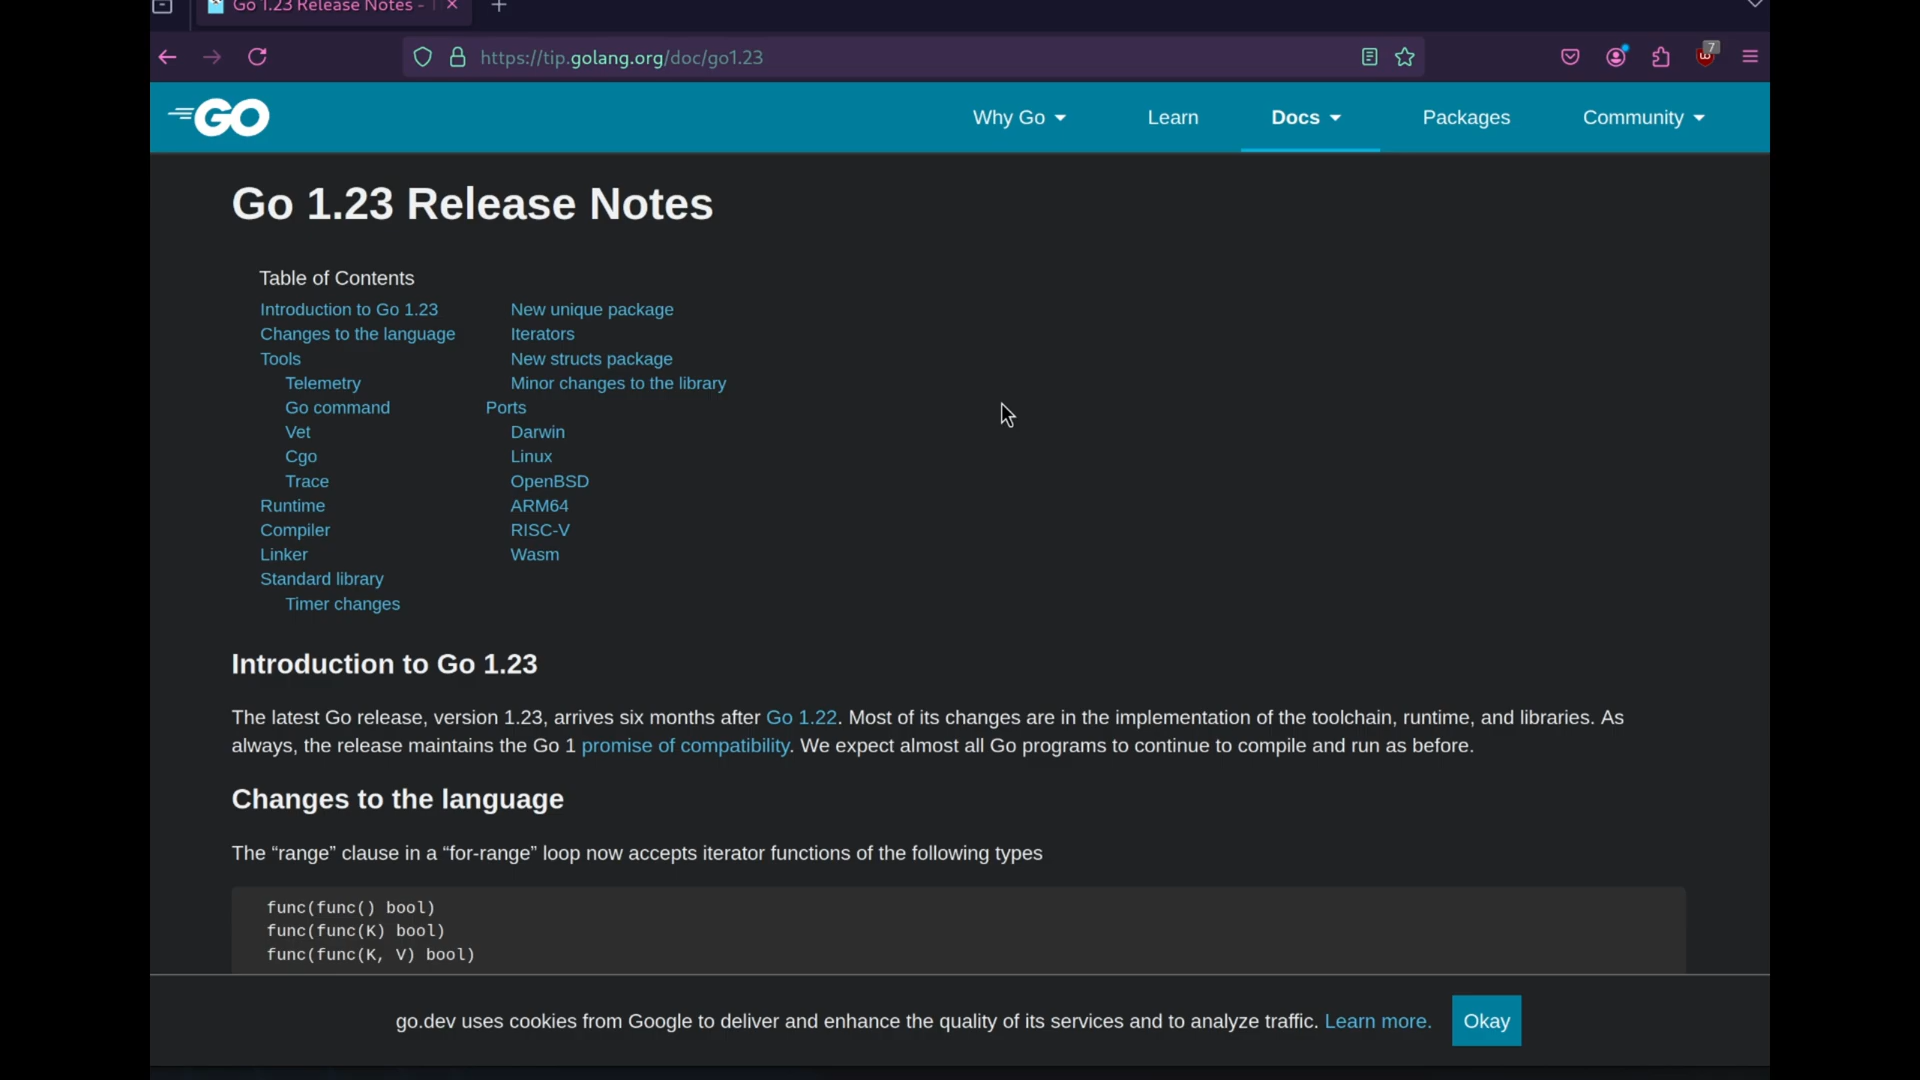 Go 1.23 Release Notes -
https://tip.golang.org/doc/go1.23
7
GO
Why Go
Learn
Docs
Packages
Community
Go 1.23 Release Notes
Table of Contents
Introduction to Go 1.23
Changes to the language
Tools
Telemetry
Go command
Vet
Cgo
Trace
Runtime
Compiler
Linker
Standard library
Timer changes
New unique package
Iterators
New structs package
Minor changes to the library
Ports
Darwin
Linux
OpenBSD
ARM64
RISC-V
Wasm
Introduction to Go 1.23
The latest Go release, version 1.23, arrives six months after Go 1.22. Most of its changes are in the implementation of the toolchain, runtime, and libraries. As
always, the release maintains the Go 1 promise of compatibility. We expect almost all Go programs to continue to compile and run as before.
Changes to the language
The “range” clause in a “for-range” loop now accepts iterator functions of the following types
func(func() bool)
func(func(K) bool)
func(func(K, V) bool)
go.dev uses cookies from Google to deliver and enhance the quality of its services and to analyze traffic. Learn more.
Okay